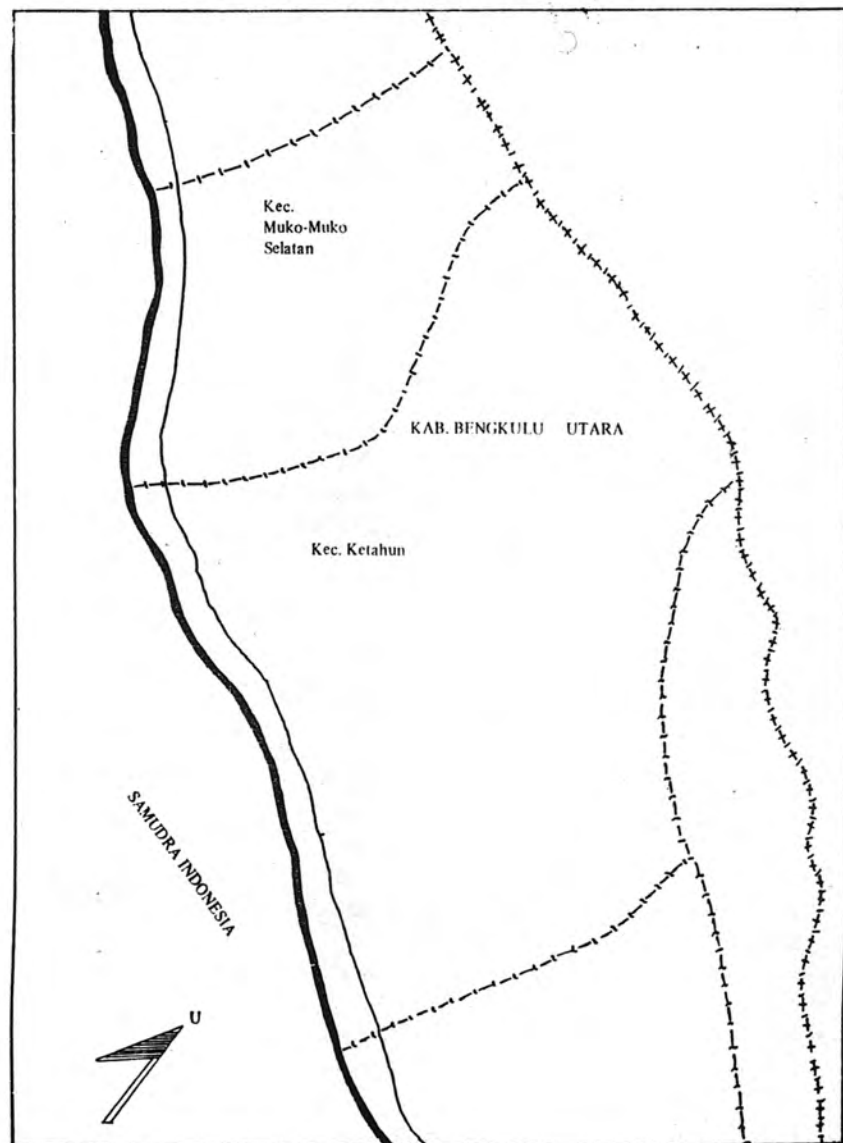 Kec.
Muko-Muko
Selatan
KAB. BENGKULU UTARA
Kec. Ketahun
SAMUDRA INDONESIA
U